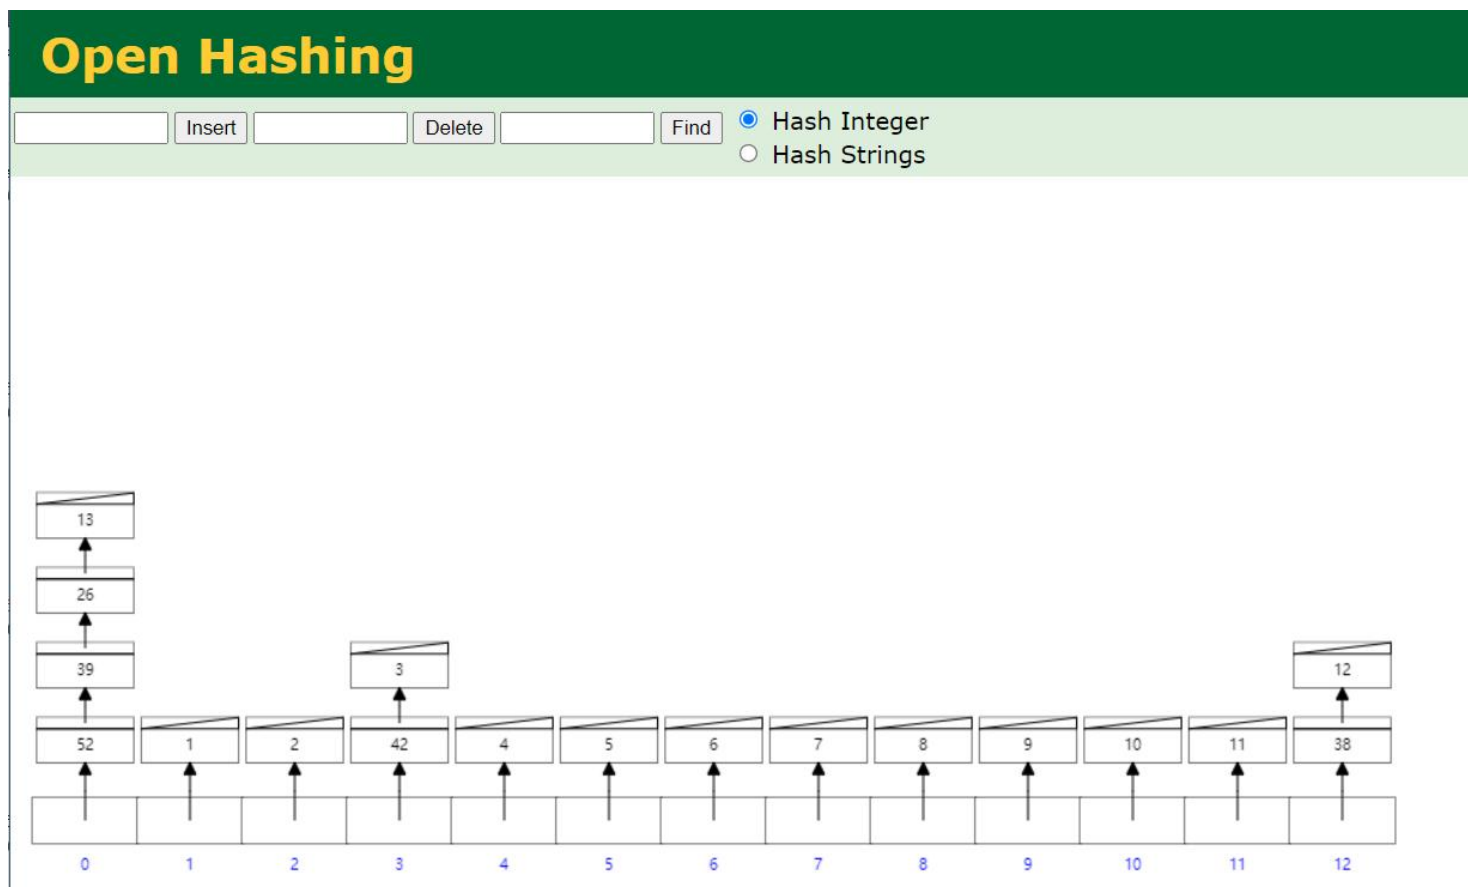 Open Hashing
Insert Delete Find Hash Integer
Hash Strings
13
26
39 3 12
52 1 2 42 4 5 6 7 8 9 10 11 38
0 1 2 3 4 5 6 7 8 9 10 11 12